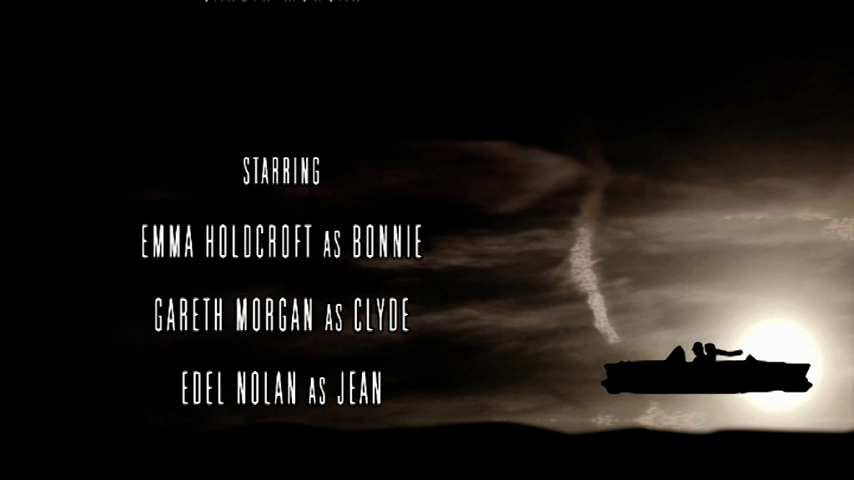 STARRING
EMMA HOLDCROFT AS BONNIE
GARETH MORGAN AS CLYDE
EDEL NOLAN AS JEAN